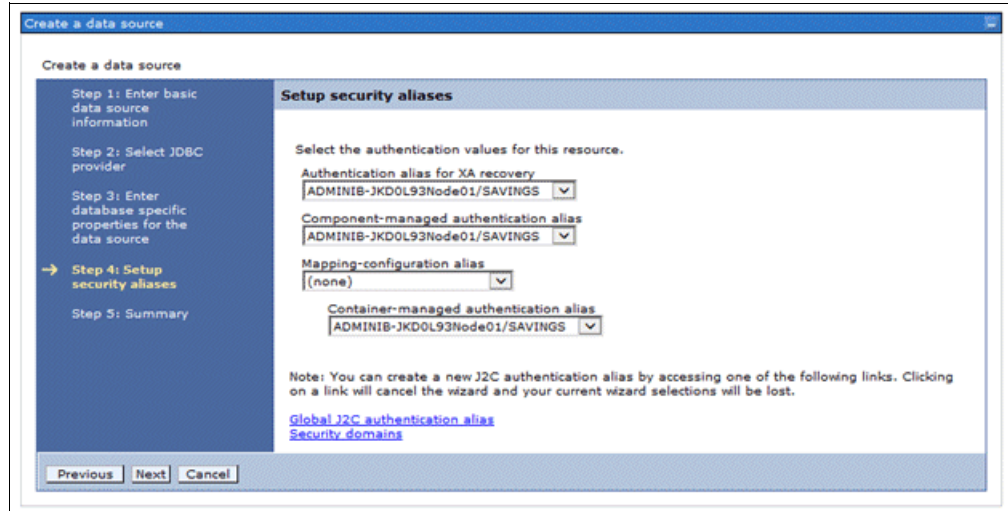 Create a data source
Create a data source
Step 1: Enter basic
data source
information
Step 2: Select JDBC
provider
Step 3: Enter
database specific
properties for the
data source
Step 4: Setup
security aliases
Step 5: Summary
Setup security aliases
Select the authentication values for this resource.
Authentication alias for XA recovery
ADMINIB-JKD0L93Node01/SAVINGS
Component-managed authentication alias
ADMINIB-JKD0L93Node01/SAVINGS
Mapping-configuration alias
(none)
Container-managed authentication alias
ADMINIB-JKD0L93Node01/SAVINGS
Note: You can create a new J2C authentication alias by accessing one of the following links. Clicking
on a link will cancel the wizard and your current wizard selections will be lost.
Global J2C authentication alias
Security domains
Previous Next Cancel